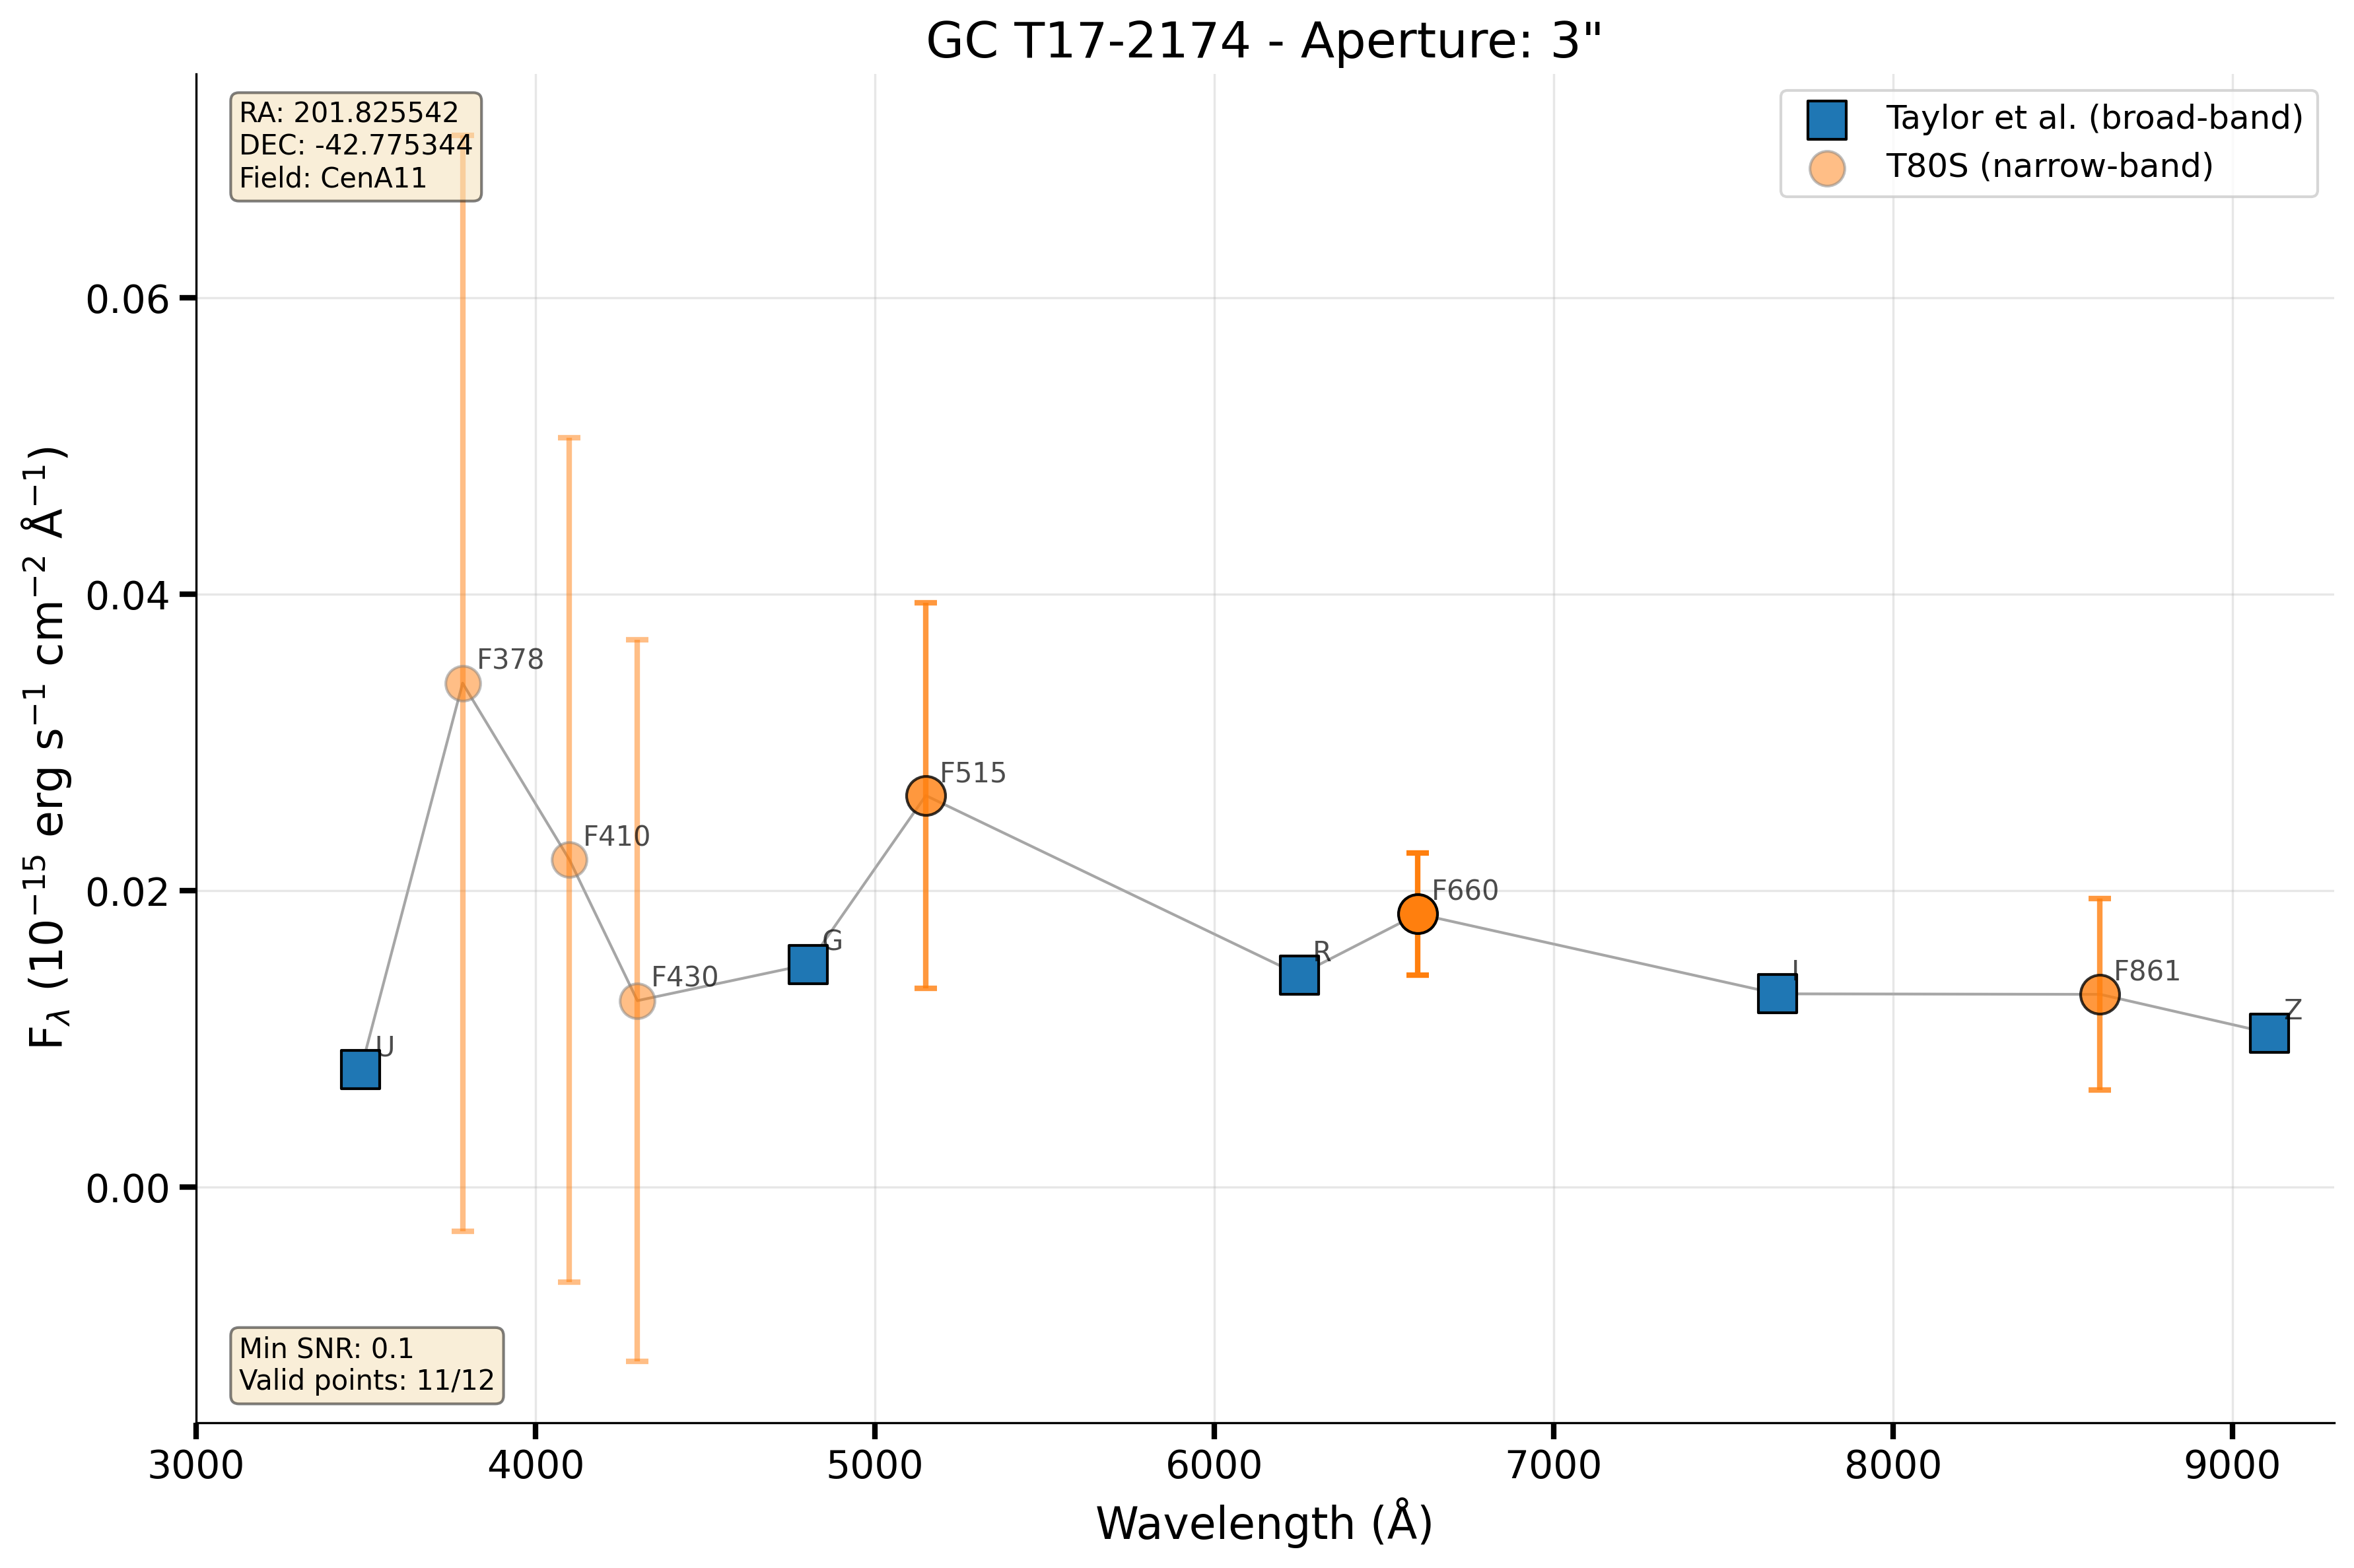 GC T17-2174 - Aperture: 3"
RA: 201.825542
DEC: -42.775344
Field: CenA11
Taylor et al. (broad-band)
T80S (narrow-band)
0.06
0.04
0.02
0.00
F_λ (10⁻¹⁵ erg s⁻¹ cm⁻² Å⁻¹)
U
F378
F410
F430
G
F515
R
F660
I
F861
Z
Min SNR: 0.1
Valid points: 11/12
3000 4000 5000 6000 7000 8000 9000
Wavelength (Å)